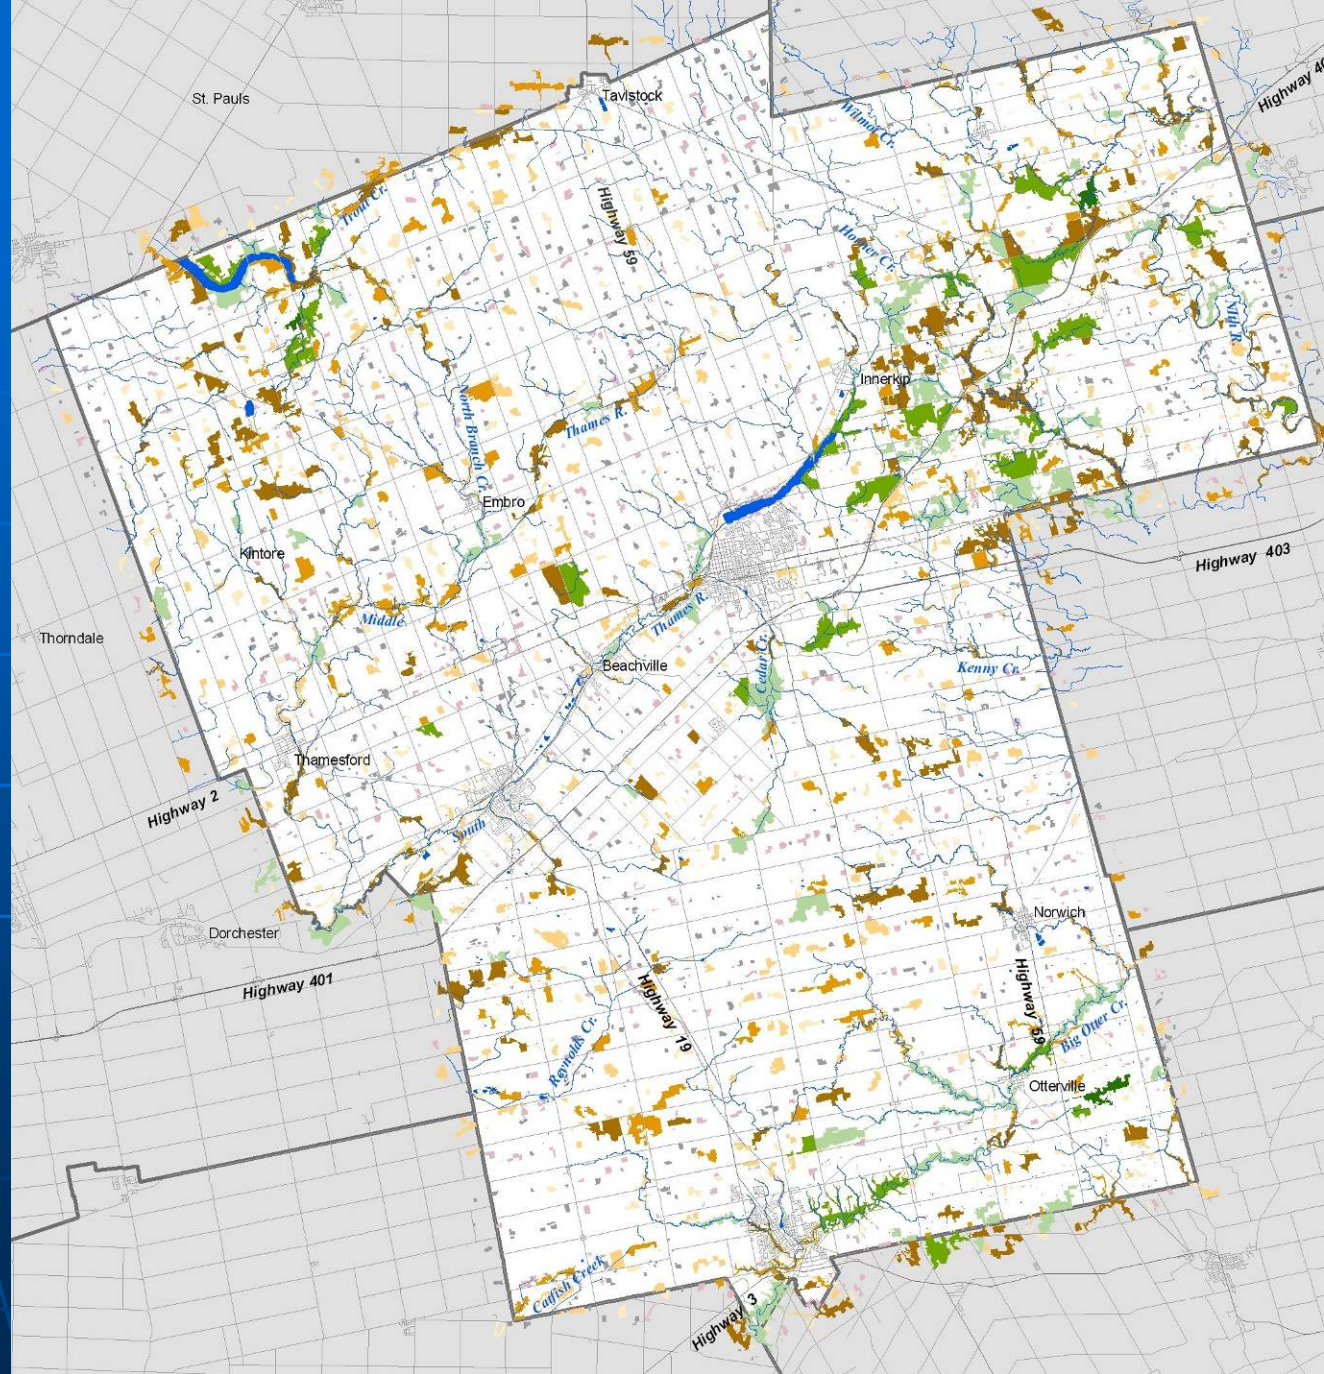 Highway 40
St. Pauls
Tavistock
Wilmot Cr.
Trout Cr.
Highway 59
Horner Cr.
Nith R.
Innerkip
North Branch Cr.
Thames R.
Embro
Kintore
Highway 403
Middle
Thames R.
Thorndale
Beachville
Cedar Cr.
Kenny Cr.
Thamesford
Highway 2
South
Norwich
Dorchester
Highway 401
Highway 19
Highway 59
Big Otter Cr.
Reynolds Cr.
Otterville
Catfish Creek
Highway 3